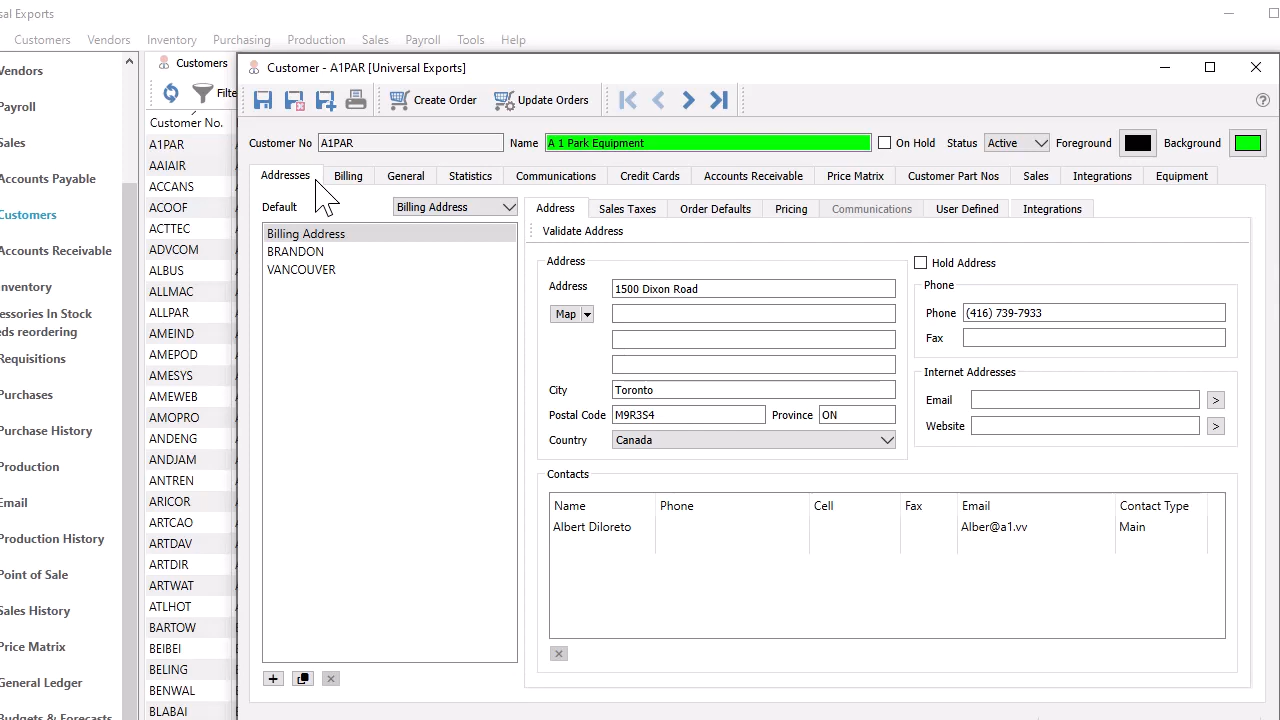 sal Exports
Customers Vendors Inventory Purchasing Production Sales Payroll Tools Help
Vendors
Payroll
Sales
Accounts Payable
Customers
Accounts Receivable
nventory
essories In Stock
ds reordering
Requisitions
Purchases
Purchase History
Production
Email
Production History
Point of Sale
Sales History
Price Matrix
General Ledger
Budgets & Forecasts
Customers
Filte
Customer No.
A1PAR
AAIAIR
ACCANS
ACOOF
ACTTEC
ADVCOM
ALBUS
ALLMAC
ALLPAR
AMEIND
AMEPOD
AMESYS
AMEWEB
AMOPRO
ANDENG
ANDJAM
ANTREN
ARICOR
ARTCAO
ARTDAV
ARTDIR
ARTWAT
ATLHOT
BARTOW
BEIBEI
BELING
BENWAL
BLABAI
Customer - A1PAR [Universal Exports]
Create Order Update Orders
Customer No A1PAR Name A 1 Park Equipment On Hold Status Active Foreground Background
Addresses Billing General Statistics Communications Credit Cards Accounts Receivable Price Matrix Customer Part Nos Sales Integrations Equipment
Default Billing Address
Billing Address
BRANDON
VANCOUVER
Address Sales Taxes Order Defaults Pricing Communications User Defined Integrations
Validate Address
Address
Address 1500 Dixon Road
Map
City Toronto
Postal Code M9R3S4 Province ON
Country Canada
Hold Address
Phone
Phone (416) 739-7933
Fax
Internet Addresses
Email >
Website >
Contacts
Name Phone Cell Fax Email Contact Type
Albert Diloreto Alber@a1.vv Main